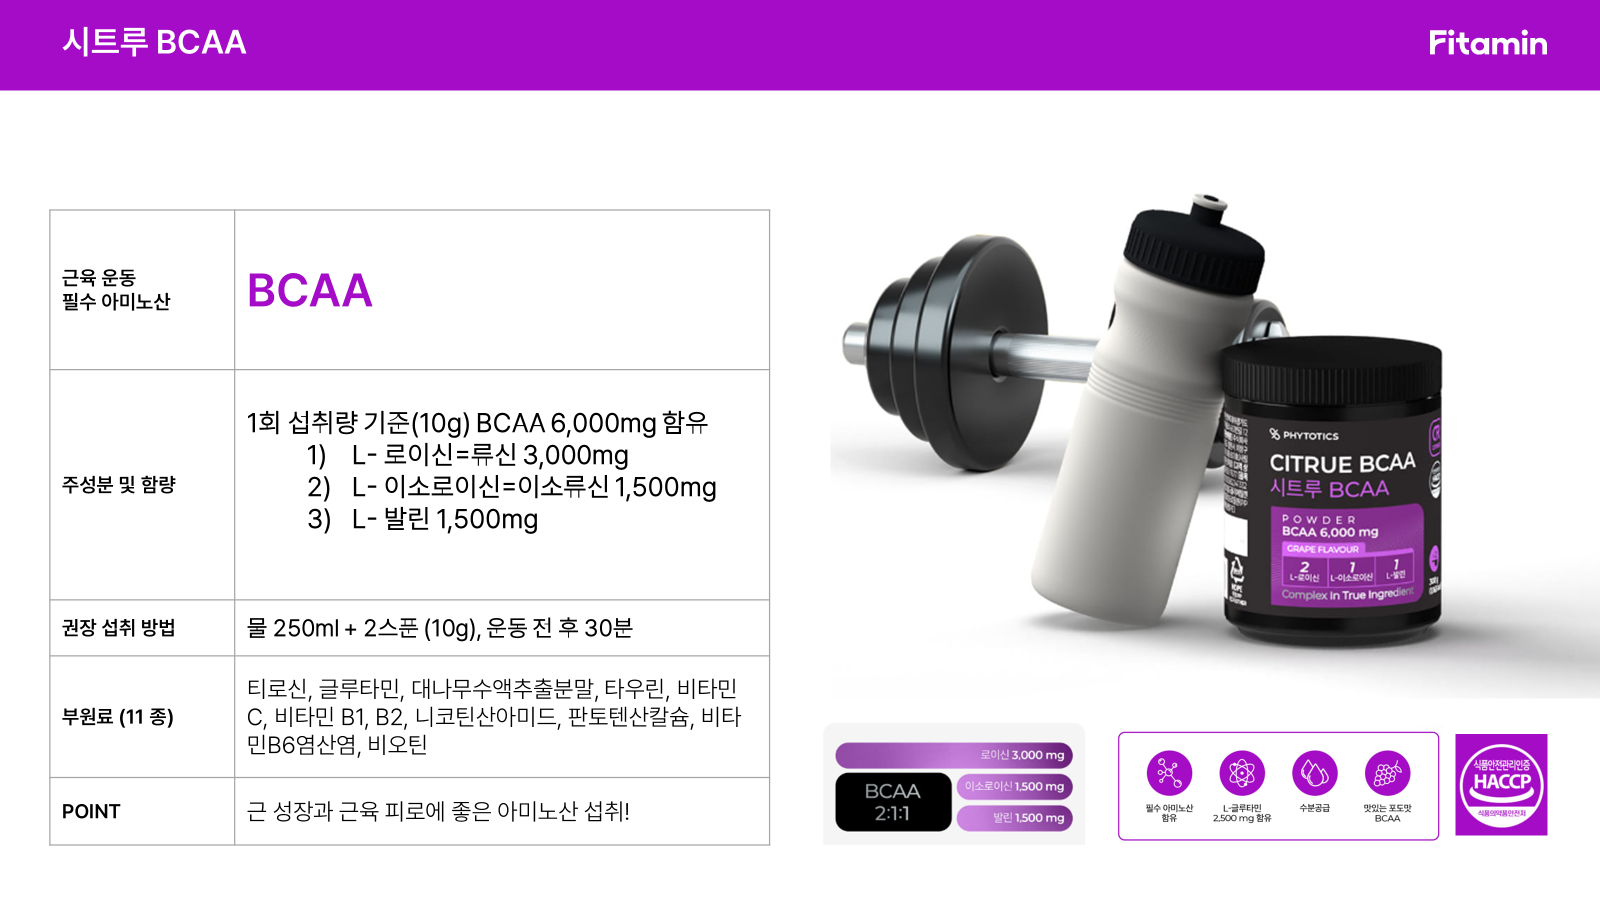 시트루 BCAA
Fitamin
근육 운동
필수 아미노산
BCAA
주성분 및 함량
1회 섭취량 기준(10g) BCAA 6,000mg 함유
1) L- 로이신=류신 3,000mg
2) L- 이소로이신=이소류신 1,500mg
3) L- 발린 1,500mg
권장 섭취 방법
물 250ml + 2스푼 (10g), 운동 전 후 30분
부원료 (11 종)
티로신, 글루타민, 대나무수액추출분말, 타우린, 비타민
C, 비타민 B1, B2, 니코틴산아미드, 판토텐산칼슘, 비타
민B6염산염, 비오틴
POINT
근 성장과 근육 피로에 좋은 아미노산 섭취!
PHYTOTICS
CITRUE BCAA
시트루 BCAA
POWDER
BCAA 6,000 mg
GRAPE FLAVOUR
2 1 1
L-로이신 L-이소로이신 L-발린
Complex In True Ingredient
로이신 3,000 mg
BCAA
2:1:1
이소로이신 1,500 mg
발린 1,500 mg
필수 아미노산
함유
L-글루타민
2,500 mg 함유
수분공급
맛있는 포도맛
BCAA
식품안전관리인증
HACCP
식품의약품안전처